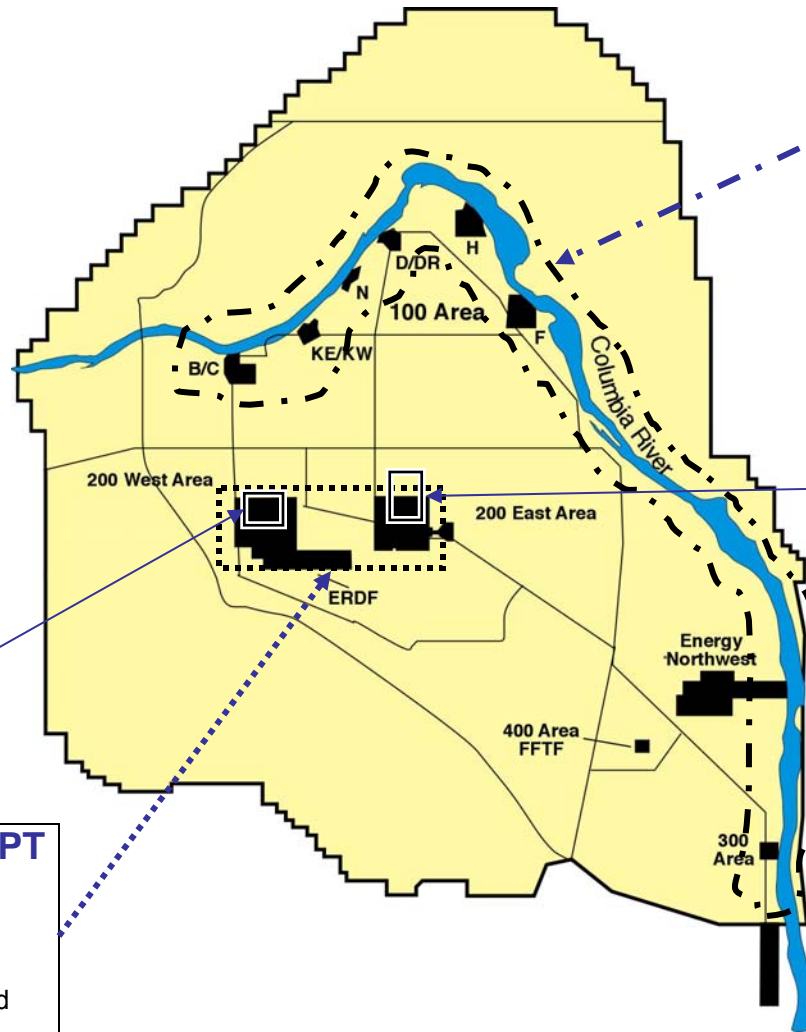 H
D/DR
N
100 Area
F
KE/KW
B/C
Columbia River
200 West Area
200 East Area
ERDF
Energy
Northwest
400 Area
FFTF
300
Area
PT
d